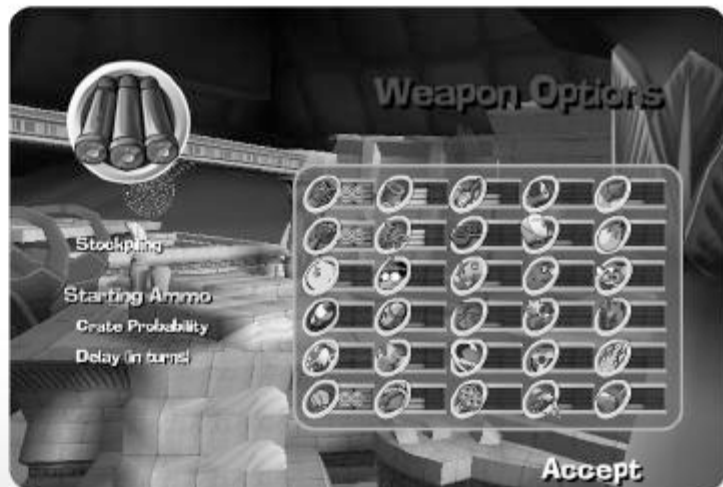 Weapon Options
Stockpiling
Starting Ammo
Crate Probability
Delay (in turns)
Accept